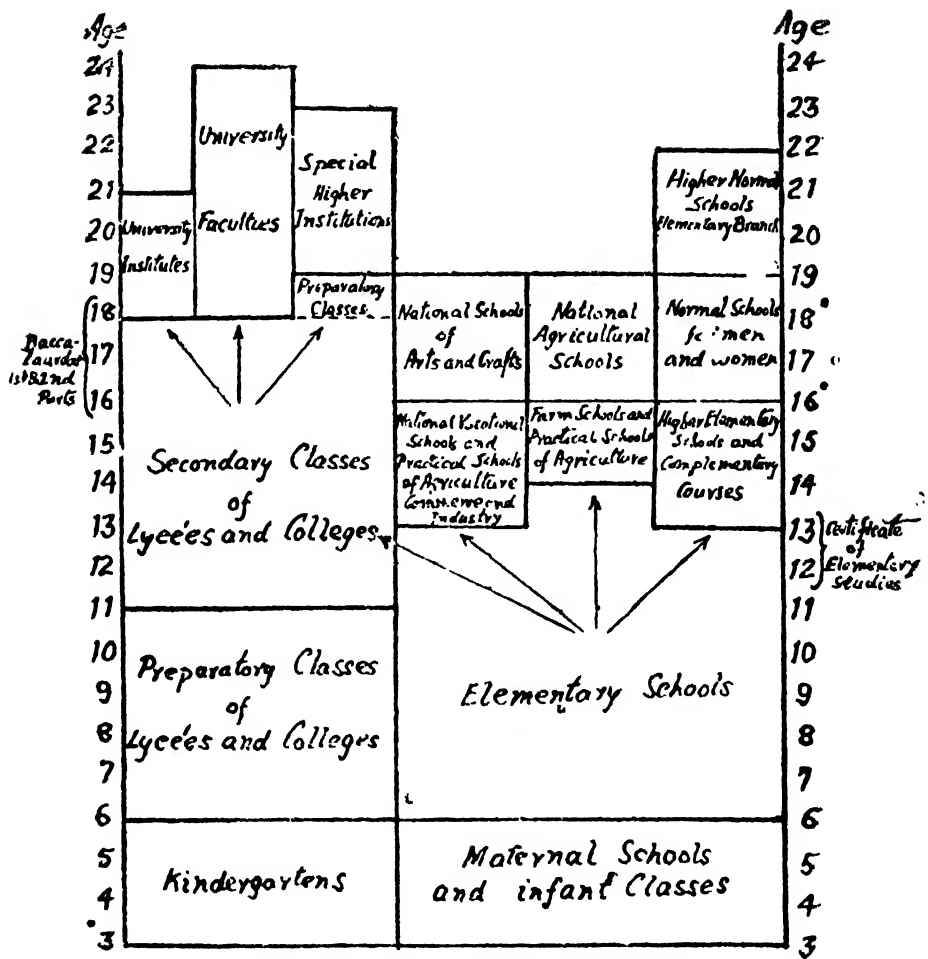 Age
24
23
22
21
20
19
18
17
16
15
14
13
12
11
10
9
8
7
6
5
4
3
Bacca-
laureat
1st & 2nd
Parts
University
Institutes
University
Faculties
Special
Higher
Institutions
Preparatory
Classes
National Schools
of
Arts and Crafts
National
Agricultural
Schools
Higher Normal
Schools
Elementary Branch
Normal Schools
men
and women
National Vocational
Schools and
Practical Schools
of Agriculture
Commerce and
Industry
Farm Schools and
Practical Schools
of Agriculture
Higher Elementary
Schools and
Complementary
Courses
Secondary Classes
of
Lycées and Colleges
Preparatory Classes
of
Lycées and Colleges
Elementary Schools
Kindergartens
Maternal Schools
and infant Classes
Age
24
23
22
21
20
19
18
17
16
15
14
13
12
11
10
9
8
7
6
5
4
3
Certificate
of
Elementary
Studies